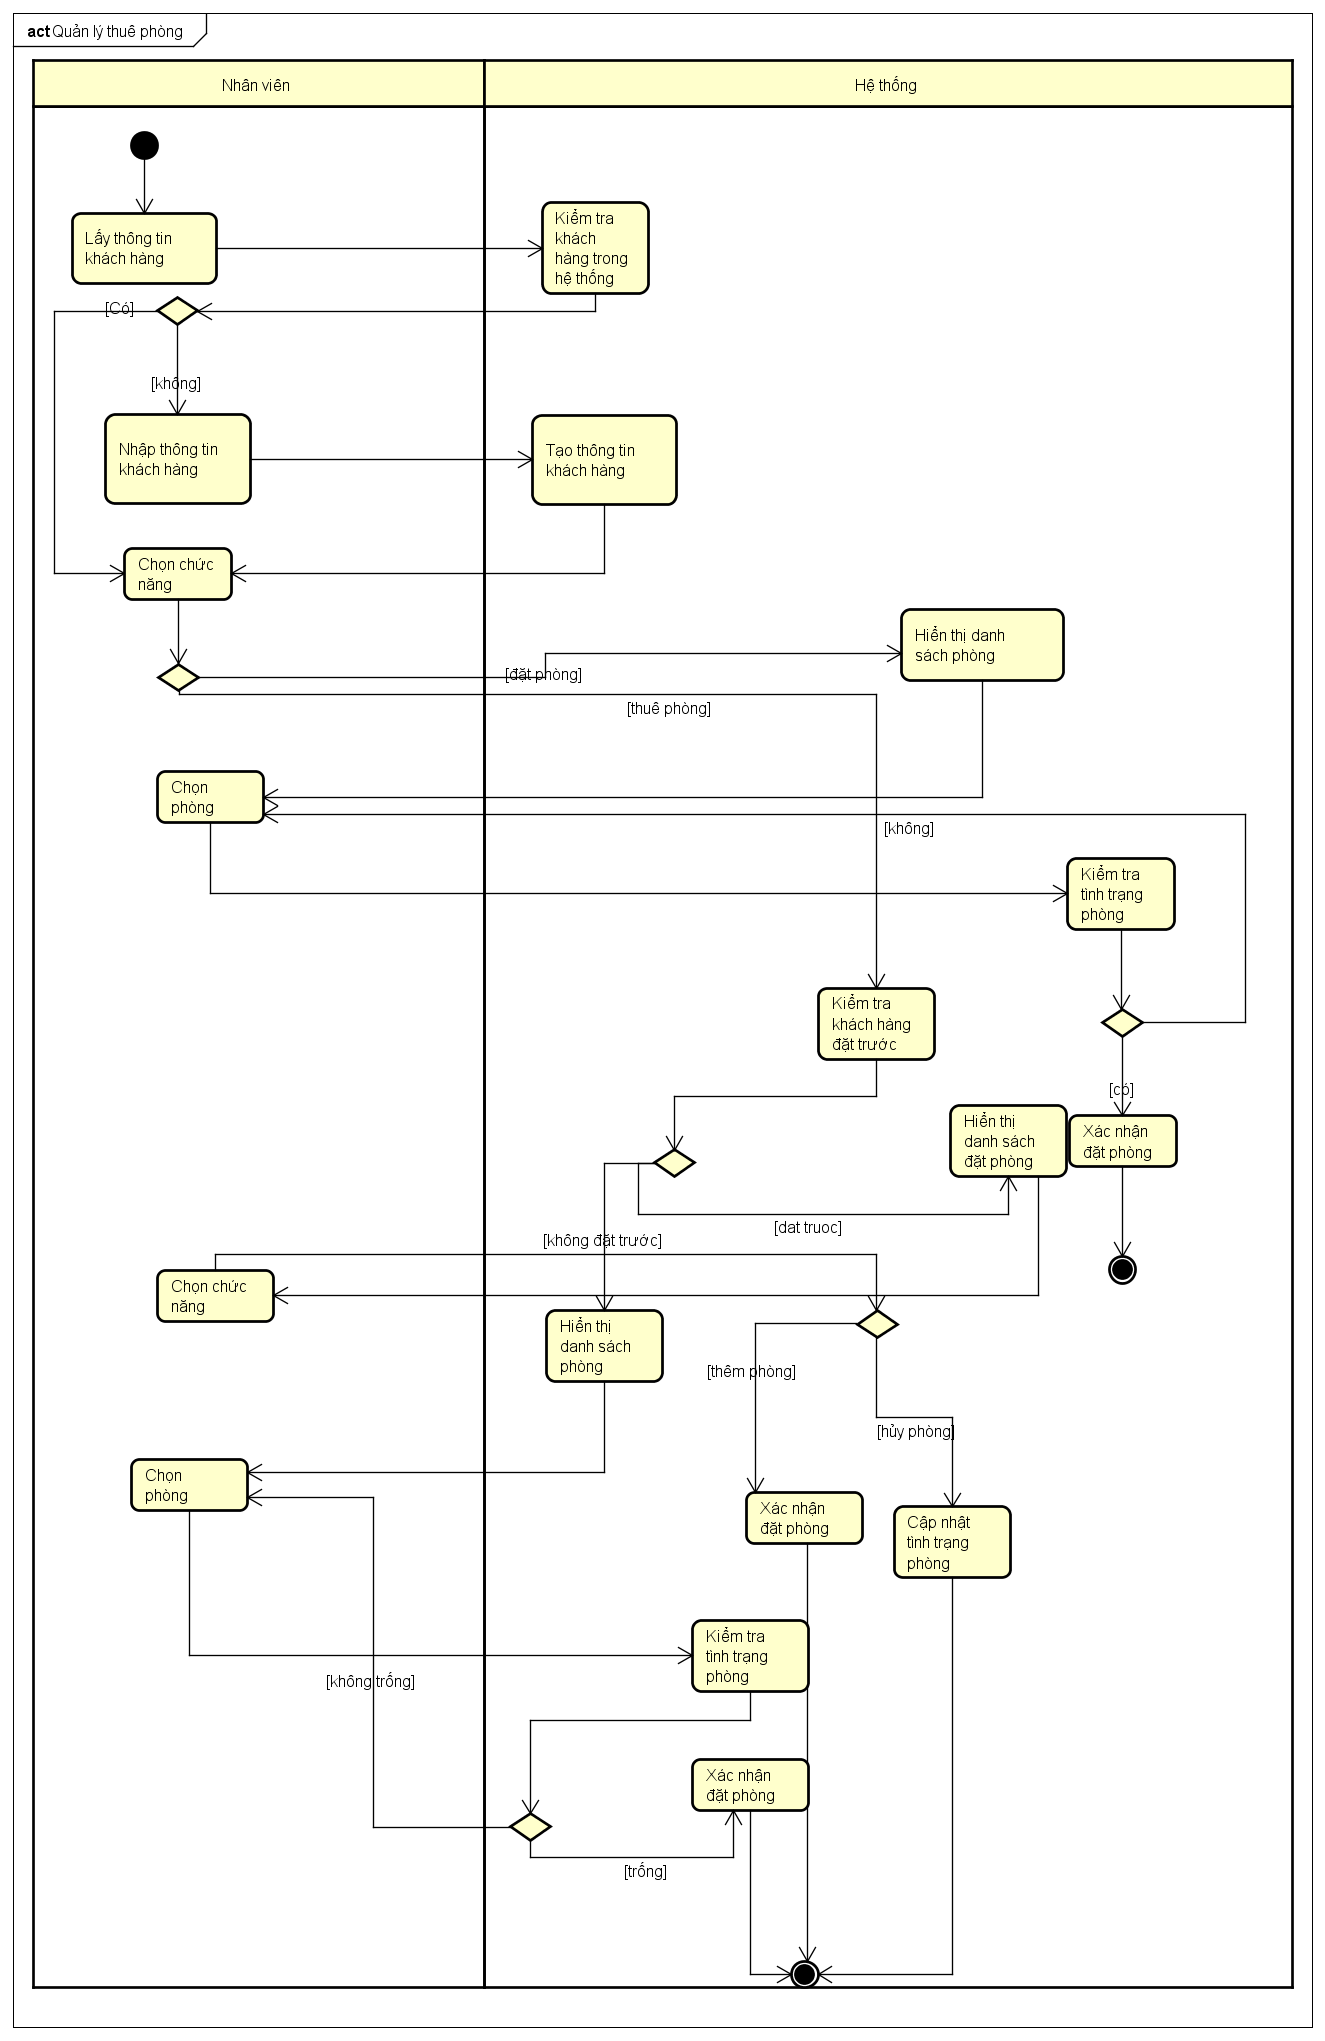 act Quản lý thuê phòng
Nhân viên
Hệ thống
Lấy thông tin
khách hàng
Kiểm tra
khách
hàng trong
hệ thống
[Có]
[không]
Nhập thông tin
khách hàng
Tạo thông tin
khách hàng
Chọn chức
năng
Hiển thị danh
sách phòng
[đặt phòng]
[thuê phòng]
Chọn
phòng
[không]
Kiểm tra
tình trạng
phòng
Kiểm tra
khách hàng
đặt trước
[có]
Hiển thị
danh sách
đặt phòng
Xác nhận
đặt phòng
[dat truoc]
[không đặt trước]
Chọn chức
năng
Hiển thị
danh sách
phòng
[thêm phòng]
[hủy phòng]
Chọn
phòng
Xác nhận
đặt phòng
Cập nhật
tình trạng
phòng
Kiểm tra
tình trạng
phòng
[không trống]
Xác nhận
đặt phòng
[trống]